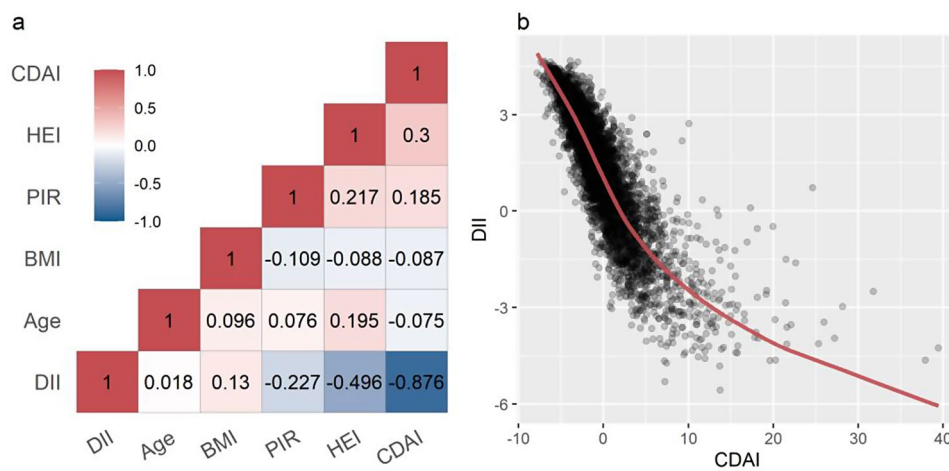 a
CDAI 1
HEI 1 0.3
PIR 1 0.217 0.185
BMI 1 -0.109 -0.088 -0.087
Age 1 0.096 0.076 0.195 -0.075
DII 1 0.018 0.13 -0.227 -0.496 -0.876
DII Age BMI PIR HEI CDAI
1.0
0.5
0.0
-0.5
-1.0
b
DII
3
0
-3
-6
-10 0 10 20 30 40
CDAI